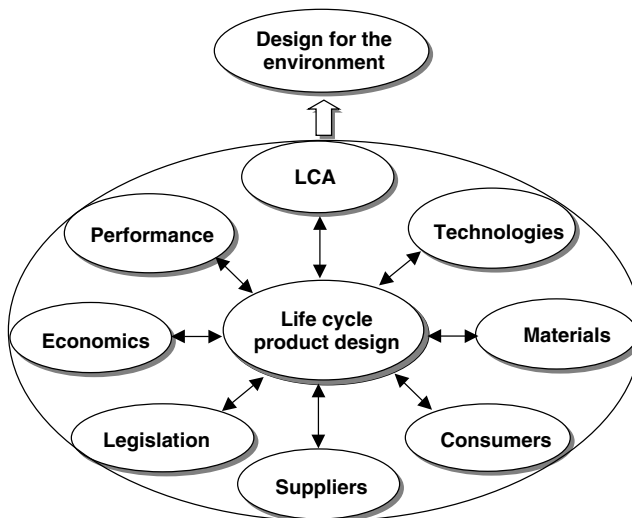 Design for the
environment
LCA
Performance
Technologies
Economics
Life cycle
product design
Materials
Legislation
Consumers
Suppliers